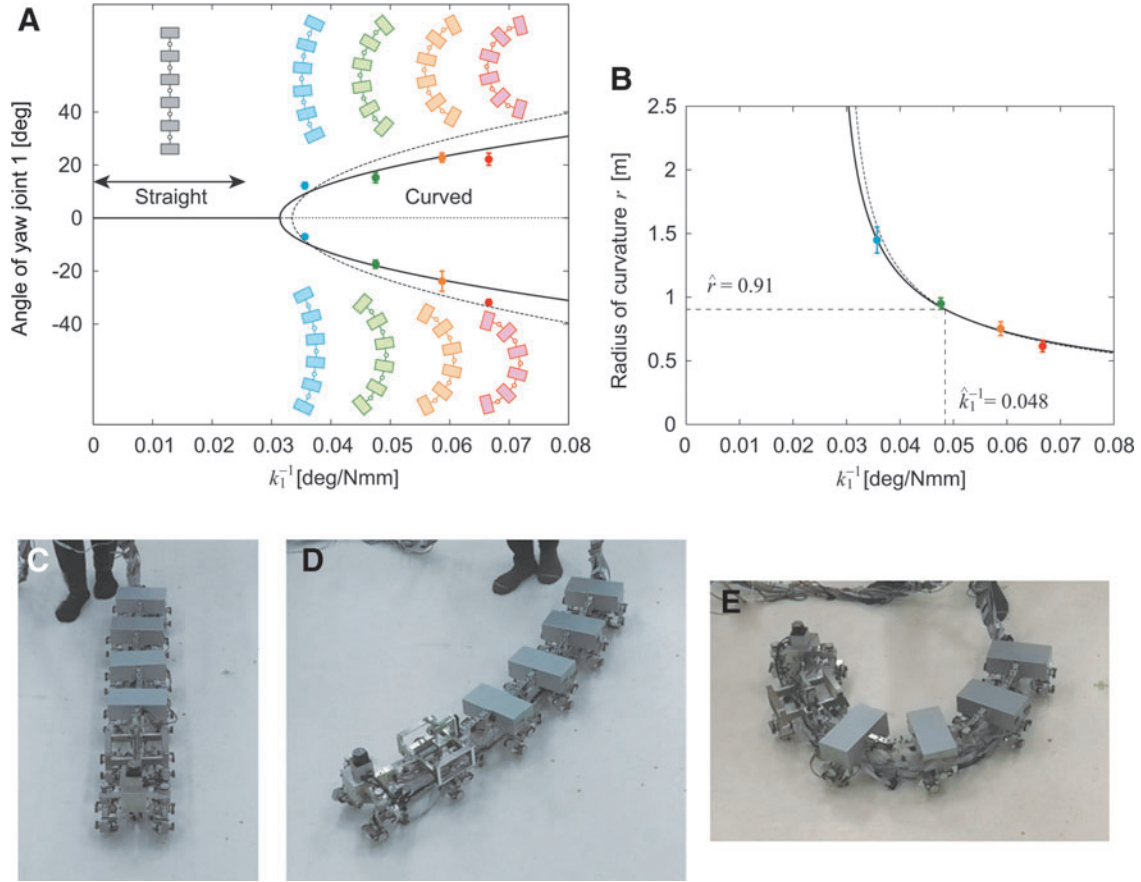 A
Angle of yaw joint 1 [deg]
40
20
0
-20
-40
Straight
Curved
0 0.01 0.02 0.03 0.04 0.05 0.06 0.07 0.08
k₁⁻¹ [deg/Nmm]
B
Radius of curvature r [m]
2.5
2
1.5
1
0.5
0
r̂ = 0.91
k̂₁⁻¹ = 0.048
0 0.01 0.02 0.03 0.04 0.05 0.06 0.07 0.08
k₁⁻¹ [deg/Nmm]
C
D
E